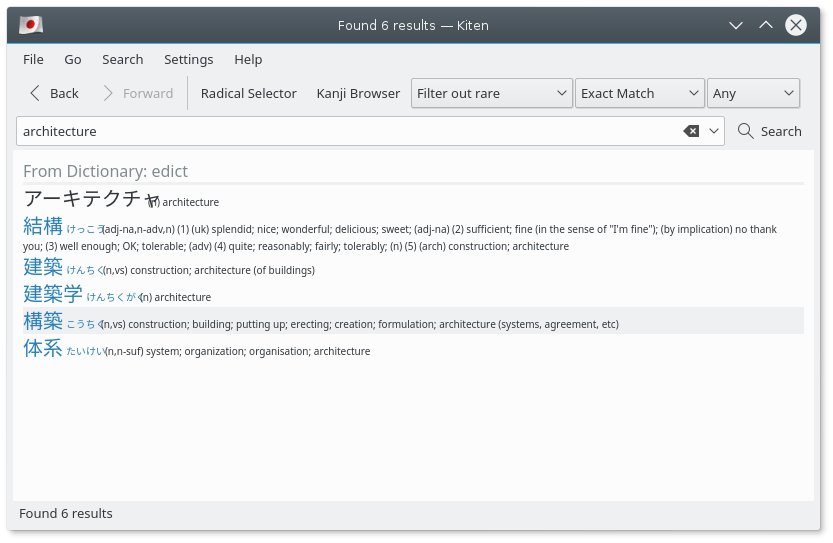 Found 6 results — Kiten
File Go Search Settings Help
Back Forward Radical Selector Kanji Browser Filter out rare Exact Match Any
architecture Search
From Dictionary: edict
アーキテクチャ (n) architecture
結構 けっこう (adj-na,n-adv,n) (1) (uk) splendid; nice; wonderful; delicious; sweet; (adj-na) (2) sufficient; fine (in the sense of "I'm fine"); (by implication) no thank
you; (3) well enough; OK; tolerable; (adv) (4) quite; reasonably; fairly; tolerably; (n) (5) (arch) construction; architecture
建築 けんちく (n,vs) construction; architecture (of buildings)
建築学 けんちくがく (n) architecture
構築 こうちく (n,vs) construction; building; putting up; erecting; creation; formulation; architecture (systems, agreement, etc)
体系 たいけい (n,n-suf) system; organization; organisation; architecture
Found 6 results